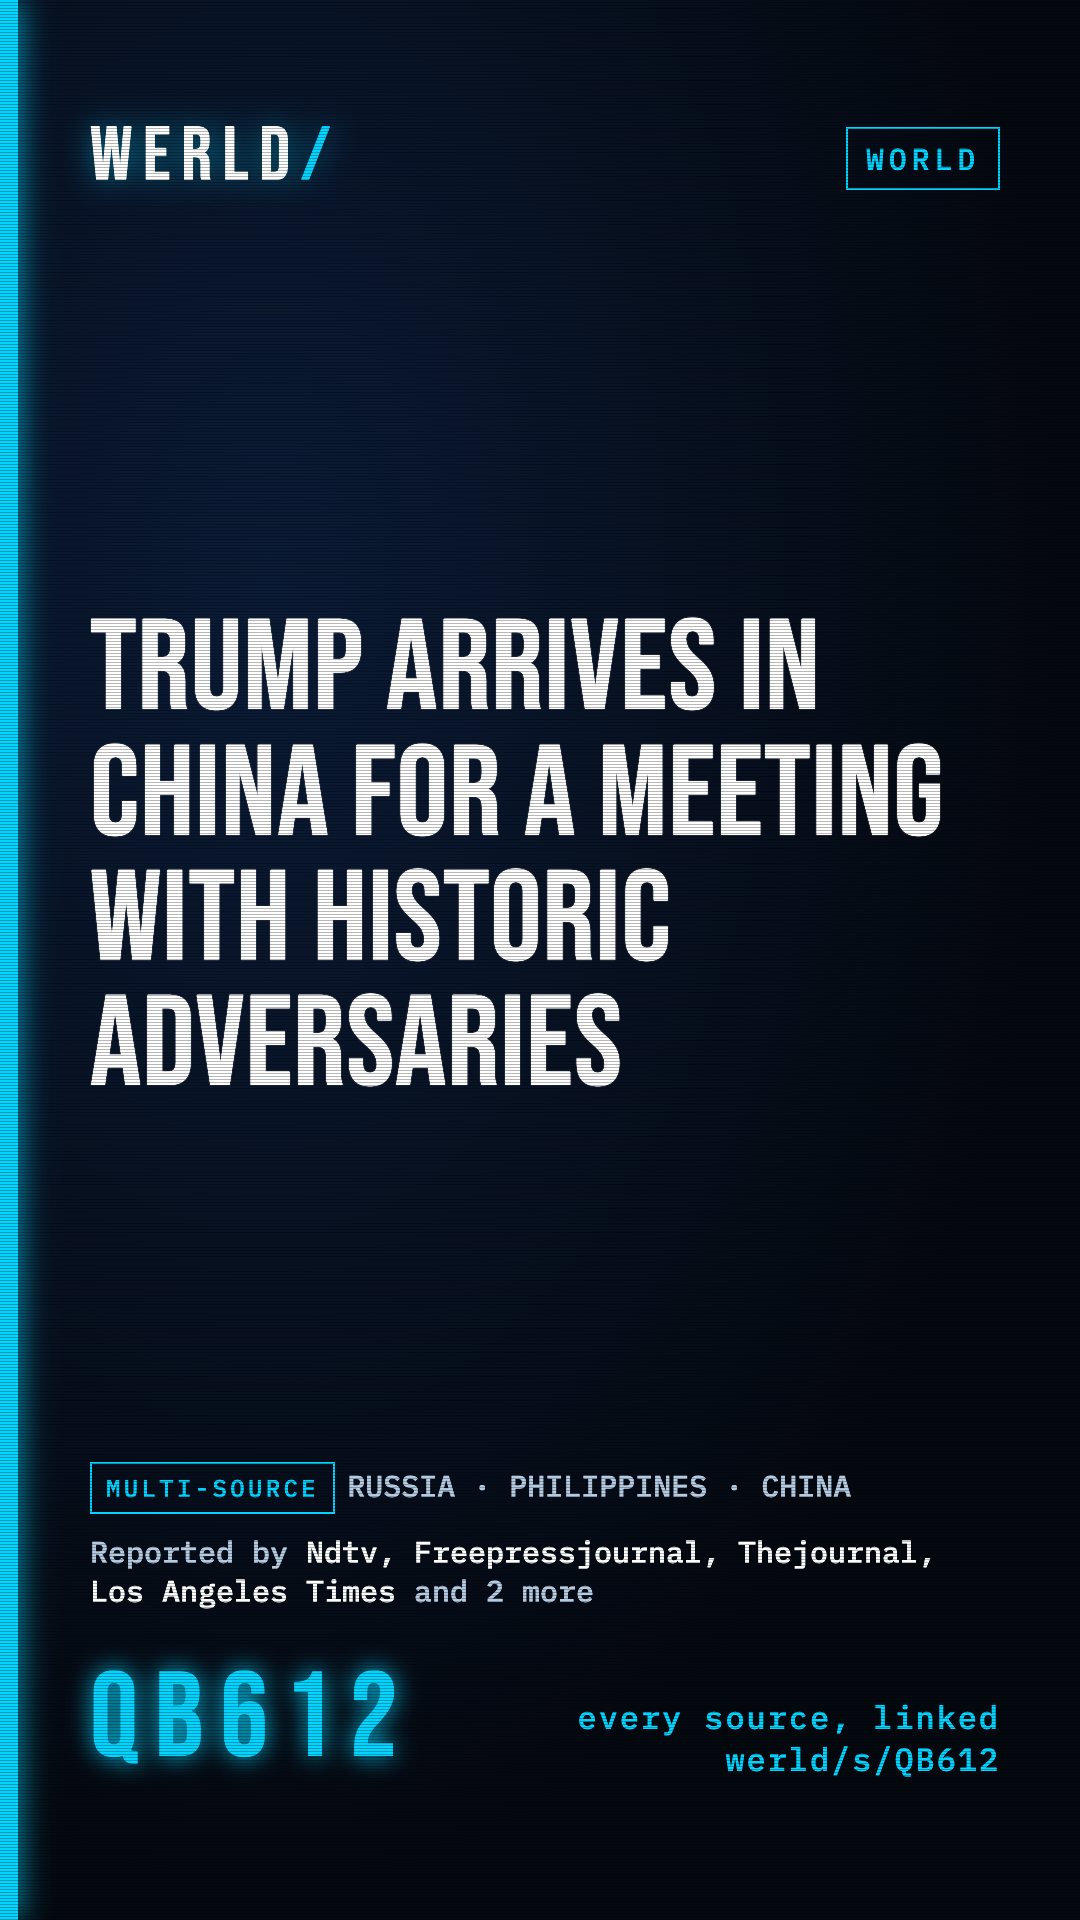 WERLD/
WORLD
TRUMP ARRIVES IN
CHINA FOR A MEETING
WITH HISTORIC
ADVERSARIES
MULTI-SOURCE RUSSIA · PHILIPPINES · CHINA
Reported by Ndtv, Freepressjournal, Thejournal,
Los Angeles Times and 2 more
QB612
every source, linked
werld/s/QB612